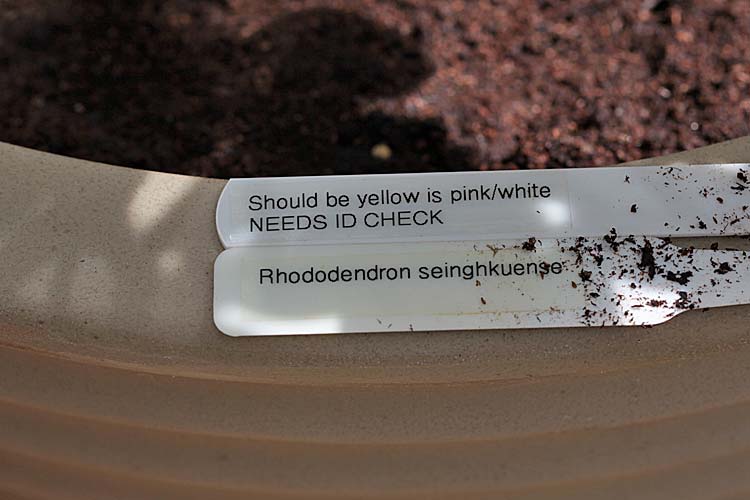 Should be yellow is pink/white
NEEDS ID CHECK
Rhododendron seinghkuense